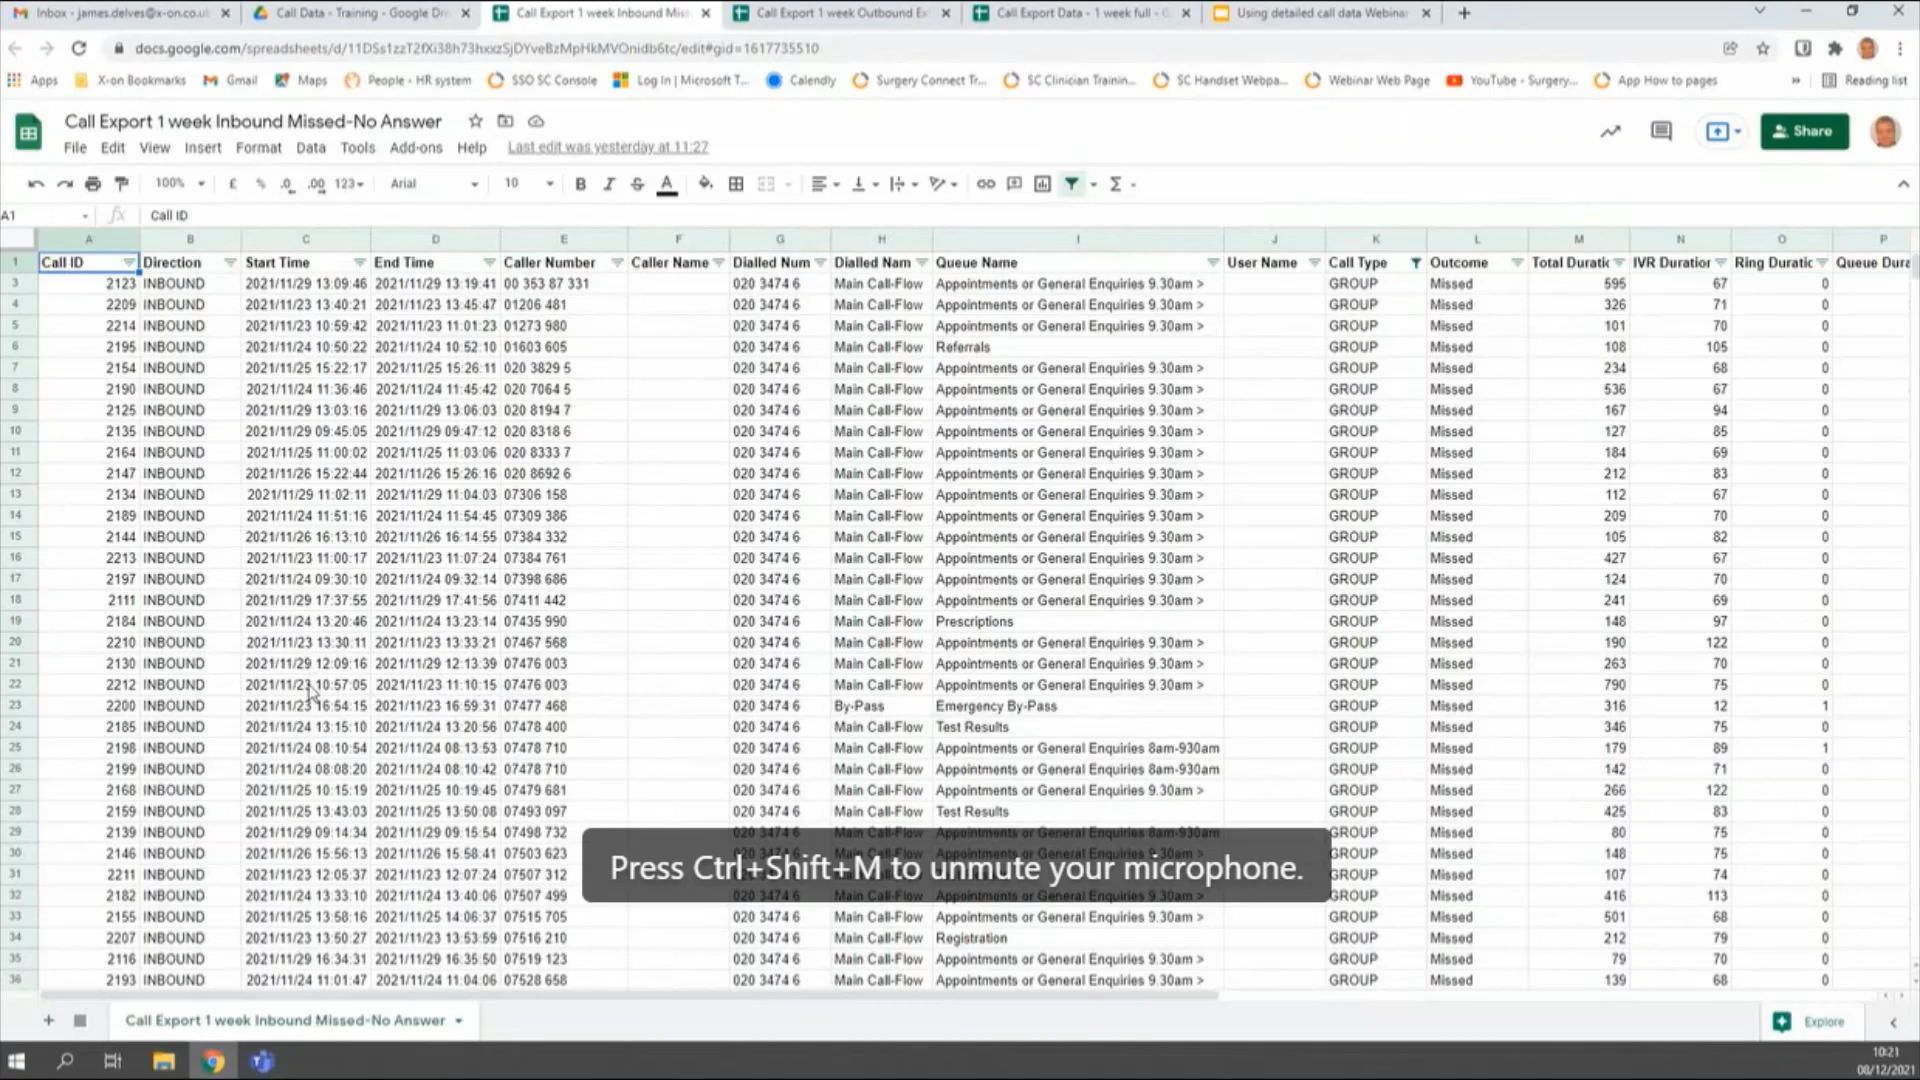 Inbox - james.delves@x-on.co.u
Call Data - Training - Google Dr
Call Export 1 week Inbound Mis
Call Export 1 week Outbound E
Call Export Data - 1 week full - G
Using detailed call data Webinar
docs.google.com/spreadsheets/d/
Apps
X-on Bookmarks
Gmail
Maps
People - HR system
SSO SC Console
Log In | Microsoft T...
Calendly
Surgery Connect Tr...
SC Clinician Trainin...
SC Handset Webpa...
Webinar Web Page
YouTube - Surgery...
App How to pages
Reading list
Call Export 1 week Inbound Missed-No Answer
File Edit View Insert Format Data Tools Add-ons Help Last edit was yesterday at 11:27
Share
100% £ % .0 .00 123 Arial 10 B I S A Σ
A1 fx Call ID
A B C D E F G H I J K L M N O P
1 Call ID Direction Start Time End Time Caller Number Caller Name Dialled Num Dialled Nam Queue Name User Name Call Type Outcome Total Duratic IVR Duration Ring Duratic Queue Dura
3 2123 INBOUND 2021/11/29 13:09:46 2021/11/29 13:19:41 00 353 87 331 020 3474 6 Main Call-Flow Appointments or General Enquiries 9.30am > GROUP Missed 595 67 0
4 2209 INBOUND 2021/11/23 13:40:21 2021/11/23 13:45:47 01206 481 020 3474 6 Main Call-Flow Appointments or General Enquiries 9.30am > GROUP Missed 326 71 0
5 2214 INBOUND 2021/11/23 10:59:42 2021/11/23 11:01:23 01273 980 020 3474 6 Main Call-Flow Appointments or General Enquiries 9.30am > GROUP Missed 101 70 0
6 2195 INBOUND 2021/11/24 10:50:22 2021/11/24 10:52:10 01603 605 020 3474 6 Main Call-Flow Referrals GROUP Missed 108 105 0
7 2154 INBOUND 2021/11/25 15:22:17 2021/11/25 15:26:11 020 3829 5 020 3474 6 Main Call-Flow Appointments or General Enquiries 9.30am > GROUP Missed 234 68 0
8 2190 INBOUND 2021/11/24 11:36:46 2021/11/24 11:45:42 020 7064 5 020 3474 6 Main Call-Flow Appointments or General Enquiries 9.30am > GROUP Missed 536 67 0
9 2125 INBOUND 2021/11/29 13:03:16 2021/11/29 13:06:03 020 8194 7 020 3474 6 Main Call-Flow Appointments or General Enquiries 9.30am > GROUP Missed 167 94 0
10 2135 INBOUND 2021/11/29 09:45:05 2021/11/29 09:47:12 020 8318 6 020 3474 6 Main Call-Flow Appointments or General Enquiries 9.30am > GROUP Missed 127 85 0
11 2164 INBOUND 2021/11/25 11:00:02 2021/11/25 11:03:06 020 8333 7 020 3474 6 Main Call-Flow Appointments or General Enquiries 9.30am > GROUP Missed 184 69 0
12 2147 INBOUND 2021/11/26 15:22:44 2021/11/26 15:26:16 020 8692 6 020 3474 6 Main Call-Flow Appointments or General Enquiries 9.30am > GROUP Missed 212 83 0
13 2134 INBOUND 2021/11/29 11:02:11 2021/11/29 11:04:03 07306 158 020 3474 6 Main Call-Flow Appointments or General Enquiries 9.30am > GROUP Missed 112 67 0
14 2189 INBOUND 2021/11/24 11:51:16 2021/11/24 11:54:45 07309 386 020 3474 6 Main Call-Flow Appointments or General Enquiries 9.30am > GROUP Missed 209 70 0
15 2144 INBOUND 2021/11/26 16:13:10 2021/11/26 16:14:55 07384 332 020 3474 6 Main Call-Flow Appointments or General Enquiries 9.30am > GROUP Missed 105 82 0
16 2213 INBOUND 2021/11/23 11:00:17 2021/11/23 11:07:24 07384 761 020 3474 6 Main Call-Flow Appointments or General Enquiries 9.30am > GROUP Missed 427 67 0
17 2197 INBOUND 2021/11/24 09:30:10 2021/11/24 09:32:14 07398 686 020 3474 6 Main Call-Flow Appointments or General Enquiries 9.30am > GROUP Missed 124 70 0
18 2111 INBOUND 2021/11/29 17:37:55 2021/11/29 17:41:56 07411 442 020 3474 6 Main Call-Flow Appointments or General Enquiries 9.30am > GROUP Missed 241 69 0
19 2184 INBOUND 2021/11/24 13:20:46 2021/11/24 13:23:14 07435 990 020 3474 6 Main Call-Flow Prescriptions GROUP Missed 148 97 0
20 2210 INBOUND 2021/11/23 13:30:11 2021/11/23 13:33:21 07467 568 020 3474 6 Main Call-Flow Appointments or General Enquiries 9.30am > GROUP Missed 190 122 0
21 2130 INBOUND 2021/11/29 12:09:16 2021/11/29 12:13:39 07476 003 020 3474 6 Main Call-Flow Appointments or General Enquiries 9.30am > GROUP Missed 263 70 0
22 2212 INBOUND 2021/11/23 10:57:05 2021/11/23 11:10:15 07476 003 020 3474 6 Main Call-Flow Appointments or General Enquiries 9.30am > GROUP Missed 790 75 0
23 2200 INBOUND 2021/11/23 16:54:15 2021/11/23 16:59:31 07477 468 020 3474 6 By-Pass Emergency By-Pass GROUP Missed 316 12 1
24 2185 INBOUND 2021/11/24 13:15:10 2021/11/24 13:20:56 07478 400 020 3474 6 Main Call-Flow Test Results GROUP Missed 346 75 0
25 2198 INBOUND 2021/11/24 08:10:54 2021/11/24 08:13:53 07478 710 020 3474 6 Main Call-Flow Appointments or General Enquiries 8am-930am GROUP Missed 179 89 1
26 2199 INBOUND 2021/11/24 08:08:20 2021/11/24 08:10:42 07478 710 020 3474 6 Main Call-Flow Appointments or General Enquiries 8am-930am GROUP Missed 142 71 0
27 2168 INBOUND 2021/11/25 10:15:19 2021/11/25 10:19:45 07479 681 020 3474 6 Main Call-Flow Appointments or General Enquiries 9.30am > GROUP Missed 266 122 0
28 2159 INBOUND 2021/11/25 13:43:03 2021/11/25 13:50:08 07493 097 020 3474 6 Main Call-Flow Test Results GROUP Missed 425 83 0
29 2139 INBOUND 2021/11/29 09:14:34 2021/11/29 09:15:54 07498 732 020 3474 6 Main Call-Flow Appointments or General Enquiries 8am-930am GROUP Missed 80 75 0
30 2146 INBOUND 2021/11/26 15:56:13 2021/11/26 15:58:41 07503 623 GROUP Missed 148 75 0
Press Ctrl+Shift+M to unmute your microphone.
31 2211 INBOUND 2021/11/23 12:05:37 2021/11/23 12:07:24 07507 312 GROUP Missed 107 74 0
32 2182 INBOUND 2021/11/24 13:33:10 2021/11/24 13:40:06 07507 499 020 3474 6 Main Call-Flow Appointments or General Enquiries 9.30am > GROUP Missed 416 113 0
33 2155 INBOUND 2021/11/25 13:58:16 2021/11/25 14:06:37 07515 705 020 3474 6 Main Call-Flow Appointments or General Enquiries 9.30am > GROUP Missed 501 68 0
34 2207 INBOUND 2021/11/23 13:50:27 2021/11/23 13:53:59 07516 210 020 3474 6 Main Call-Flow Registration GROUP Missed 212 79 0
35 2116 INBOUND 2021/11/29 16:34:31 2021/11/29 16:35:50 07519 123 020 3474 6 Main Call-Flow Appointments or General Enquiries 9.30am > GROUP Missed 79 70 0
36 2193 INBOUND 2021/11/24 11:01:47 2021/11/24 11:04:06 07528 658 020 3474 6 Main Call-Flow Appointments or General Enquiries 9.30am > GROUP Missed 139 68 0
Call Export 1 week Inbound Missed-No Answer
Explore
10:21
08/12/2021